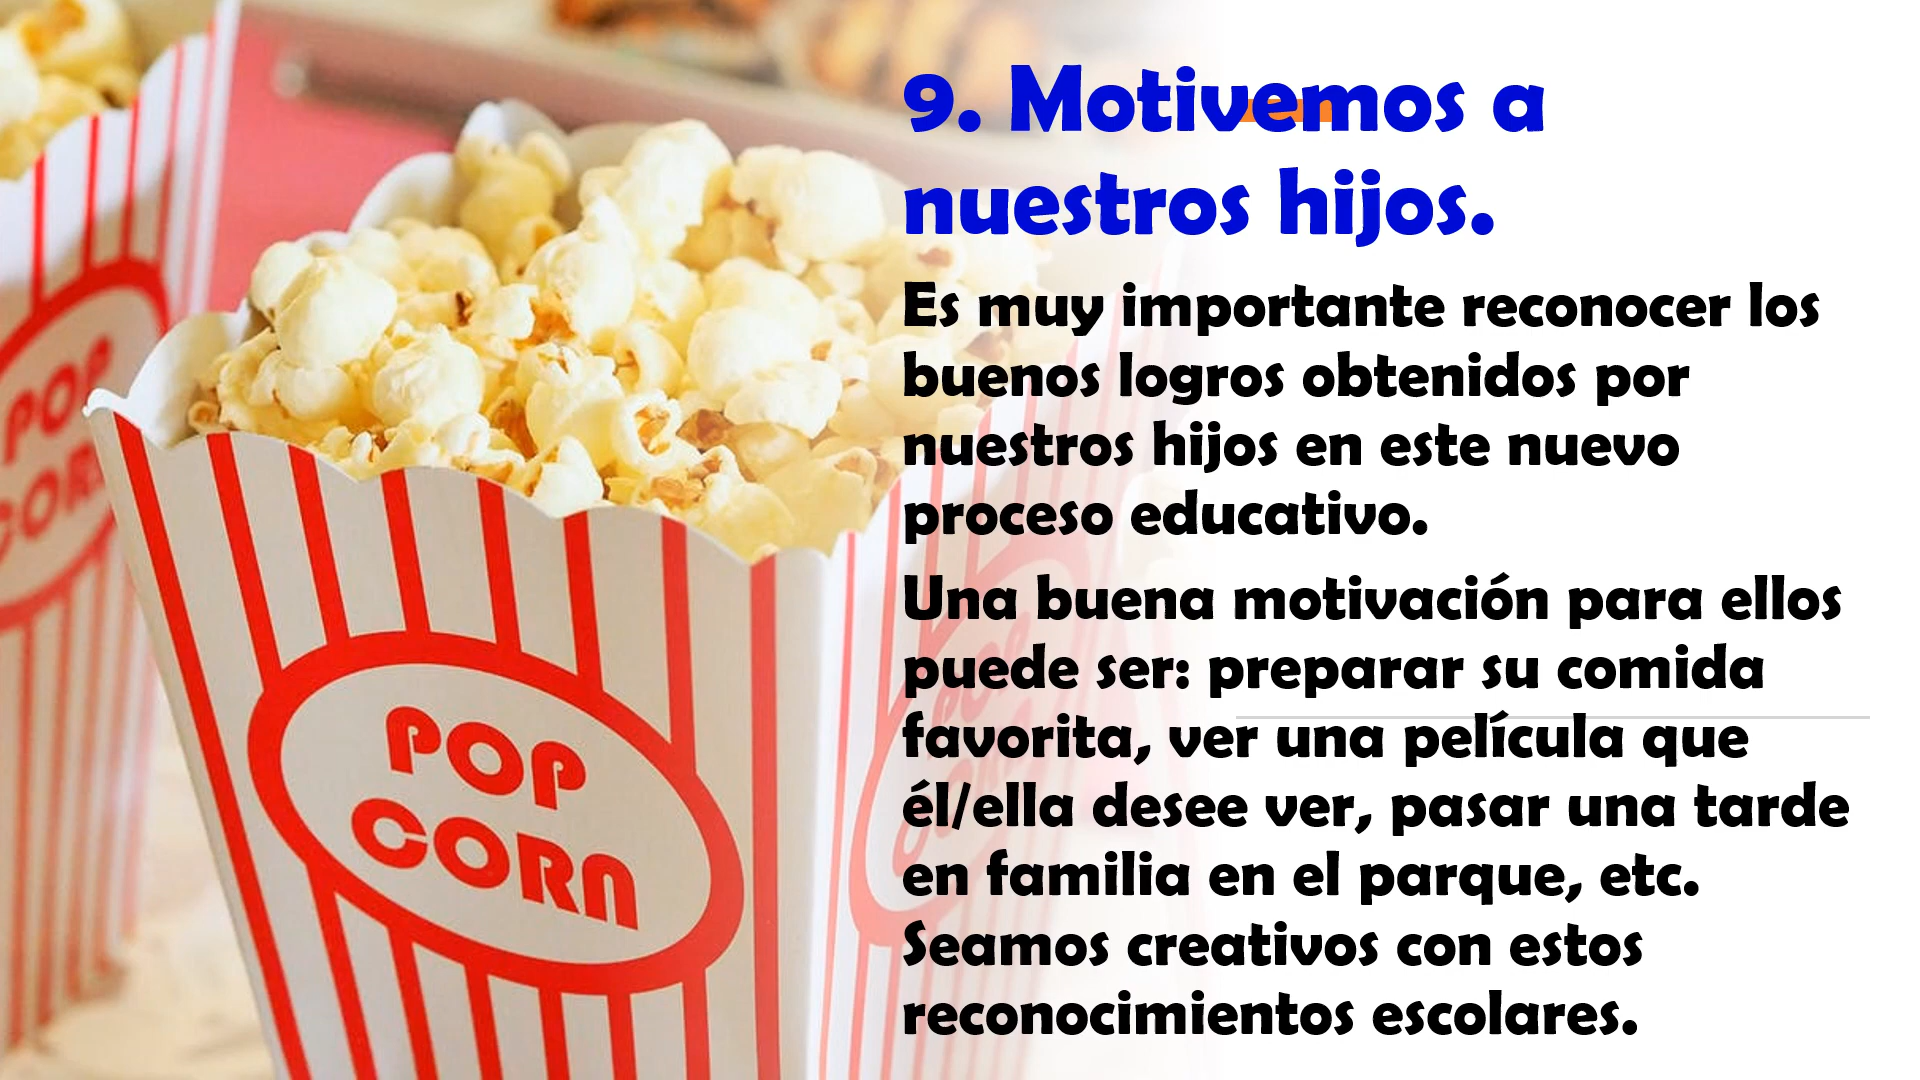 9. Motivemos a
nuestros hijos.
Es muy importante reconocer los
buenos logros obtenidos por
nuestros hijos en este nuevo
proceso educativo.
Una buena motivación para ellos
puede ser: preparar su comida
favorita, ver una película que
él/ella desee ver, pasar una tarde
en familia en el parque, etc.
Seamos creativos con estos
reconocimientos escolares.
POP
CORN
POP
CORN
POP
CORN